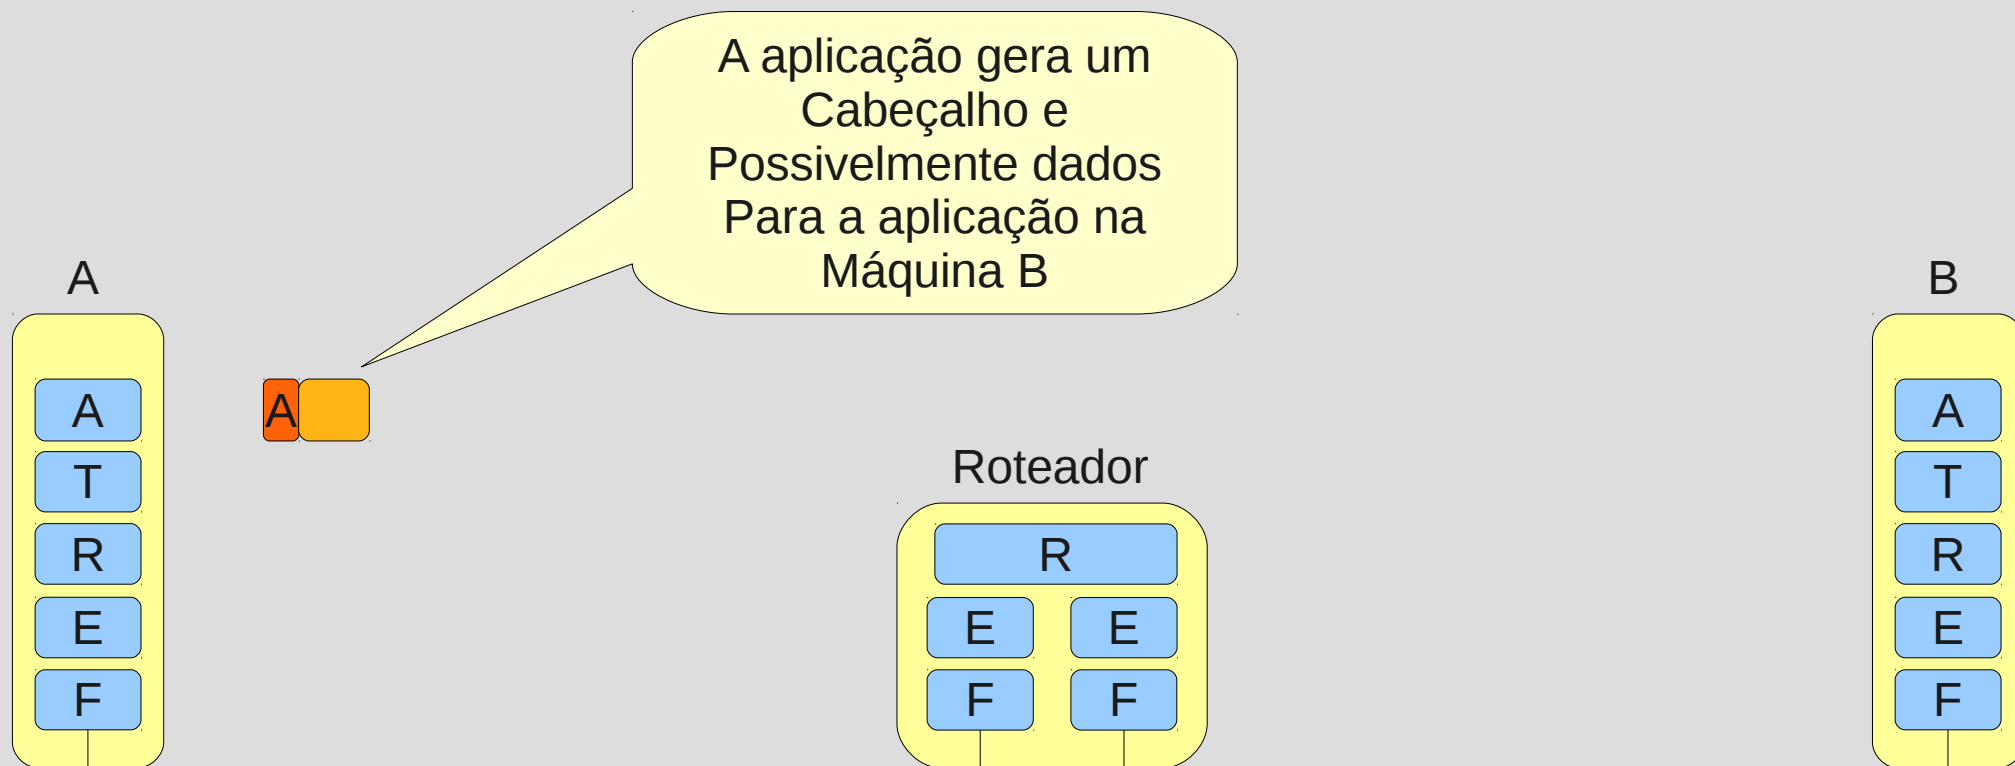 A aplicação gera um
Cabeçalho e
Possivelmente dados
Para a aplicação na
Máquina B
A
B
A
A
A
Roteador
T
T
R
R
R
E
E
E
E
F
F
F
F